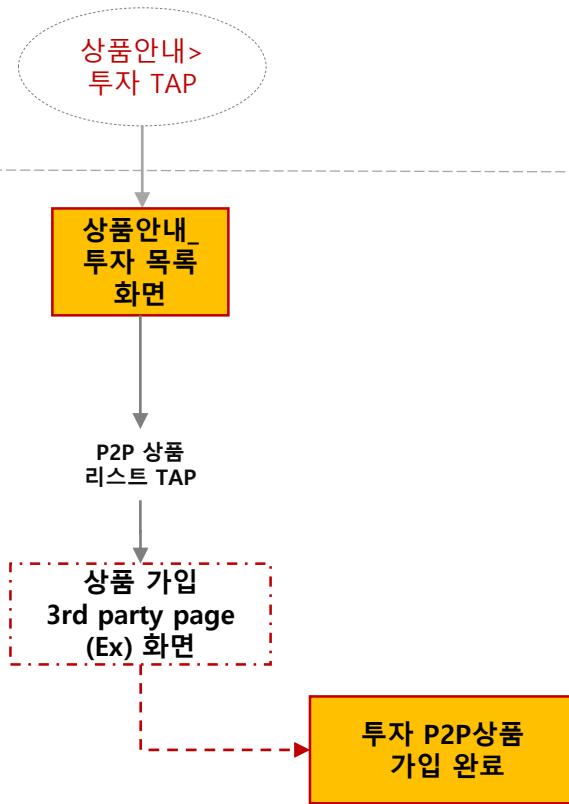 상품안내>
투자 TAP
상품안내_
투자 목록
화면
P2P 상품
리스트 TAP
상품 가입
3rd party page
(Ex) 화면
투자 P2P상품
가입 완료